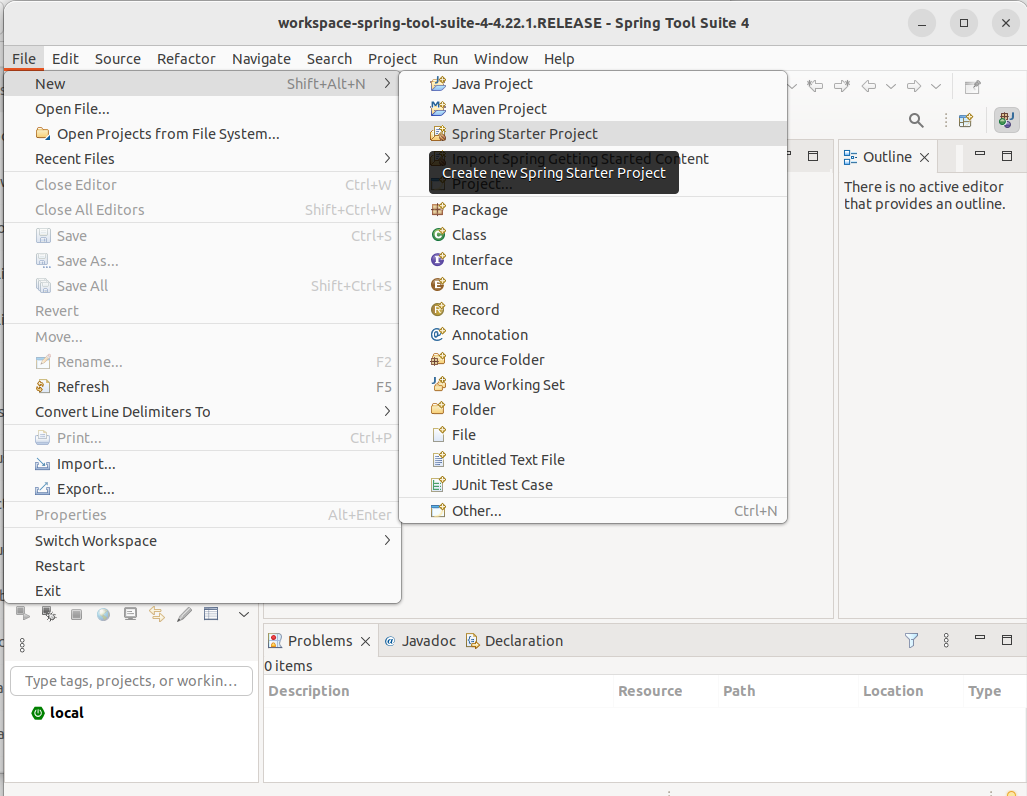 workspace-spring-tool-suite-4-4.22.1.RELEASE - Spring Tool Suite 4
File Edit Source Refactor Navigate Search Project Run Window Help
New Shift+Alt+N
Open File...
Open Projects from File System...
Recent Files
Close Editor Ctrl+W
Close All Editors Shift+Ctrl+W
Save Ctrl+S
Save As...
Save All Shift+Ctrl+S
Revert
Move...
Rename... F2
Refresh F5
Convert Line Delimiters To
Print... Ctrl+P
Import...
Export...
Properties Alt+Enter
Switch Workspace
Restart
Exit
Java Project
Maven Project
Spring Starter Project
Import Spring Getting Started Content
Create new Spring Starter Project
Project...
Package
Class
Interface
Enum
Record
Annotation
Source Folder
Java Working Set
Folder
File
Untitled Text File
JUnit Test Case
Other... Ctrl+N
Outline
There is no active editor
that provides an outline.
Type tags, projects, or workin...
local
Problems Javadoc Declaration
0 items
Description Resource Path Location Type